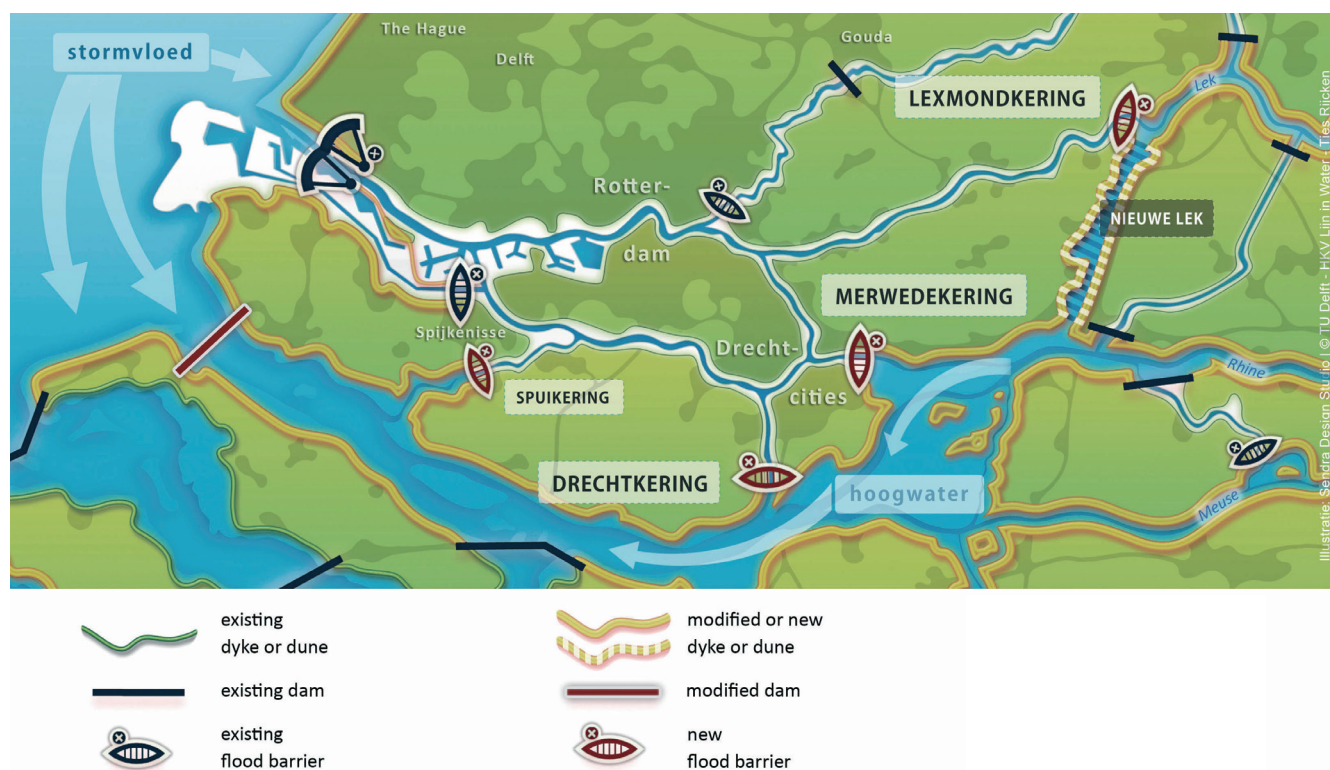 The Hague
stormvloed
Delft
Gouda
LEXMONDKERING
Lek
Rotter-
dam
NIEUWE LEK
MERWEDEKERING
Spijkenisse
Drecht-
cities
SPUIKERING
Rhine
DRECHTKERING
hoogwater
Meuse
Illustratie: Sendra Design Studio | © TU Delft - HKV Lijn in Water - Ties Rijcken
existing
dyke or dune
existing dam
existing
flood barrier
modified or new
dyke or dune
modified dam
new
flood barrier